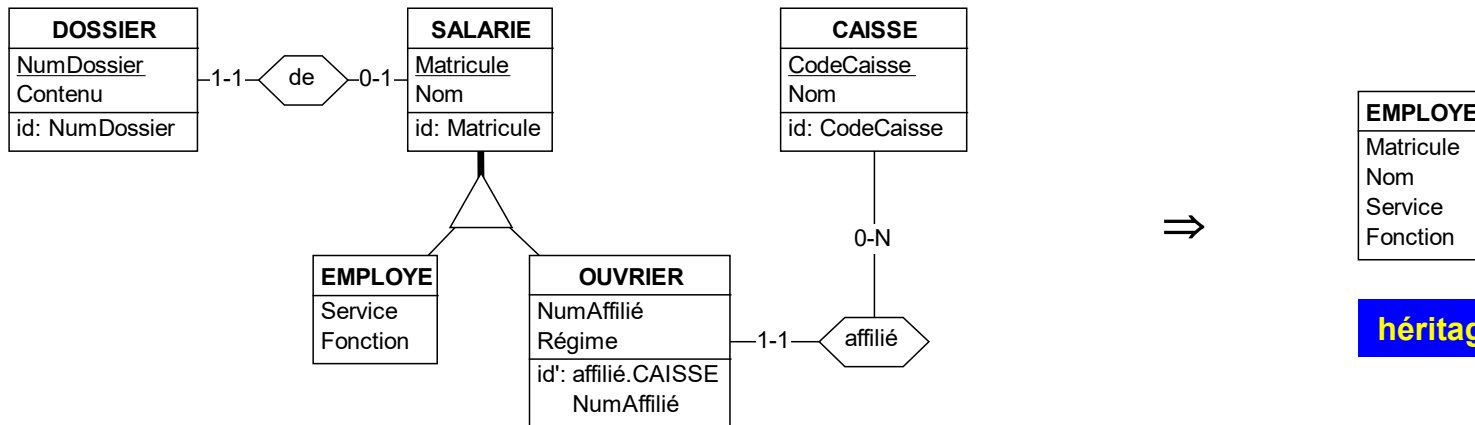 DOSSIER
NumDossier
Contenu
id: NumDossier
1-1
de
0-1
SALARIE
Matricule
Nom
id: Matricule
CAISSE
CodeCaisse
Nom
id: CodeCaisse
0-N
EMPLOYE
Service
Fonction
OUVRIER
NumAffilié
Régime
id': affilié.CAISSE
NumAffilié
1-1
affilié
⇒
EMPLOYE
Matricule
Nom
Service
Fonction
héritag